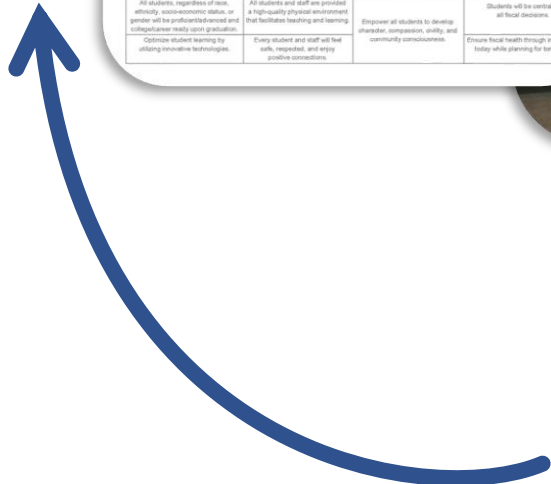 All students, regardless of race,
ethnicity, socio-economic status, or
gender will be proficient/advanced and
college/career ready upon graduation.
Optimize student learning by
utilizing innovative technologies.
All students and staff are provided
a high-quality physical environment
that facilitates teaching and learning.
Every student and staff will feel
safe, respected, and enjoy
positive connections.
Empower all students to develop
character, compassion, civility, and
community consciousness.
Students will be central
all fiscal decisions.
Ensure fiscal health through
today while planning for